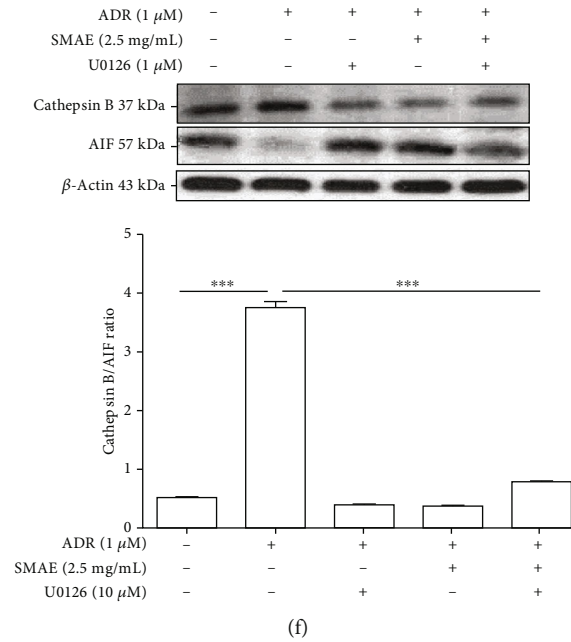 ADR (1 μM) – + + + +
SMAE (2.5 mg/mL) – – – + +
U0126 (1 μM) – – + – +
Cathepsin B 37 kDa
AIF 57 kDa
β-Actin 43 kDa
5
4
3
2
1
0
Cathepsin B/AIF ratio
*** ***
ADR (1 μM) – + + + +
SMAE (2.5 mg/mL) – – – + +
U0126 (10 μM) – – + – +
(f)